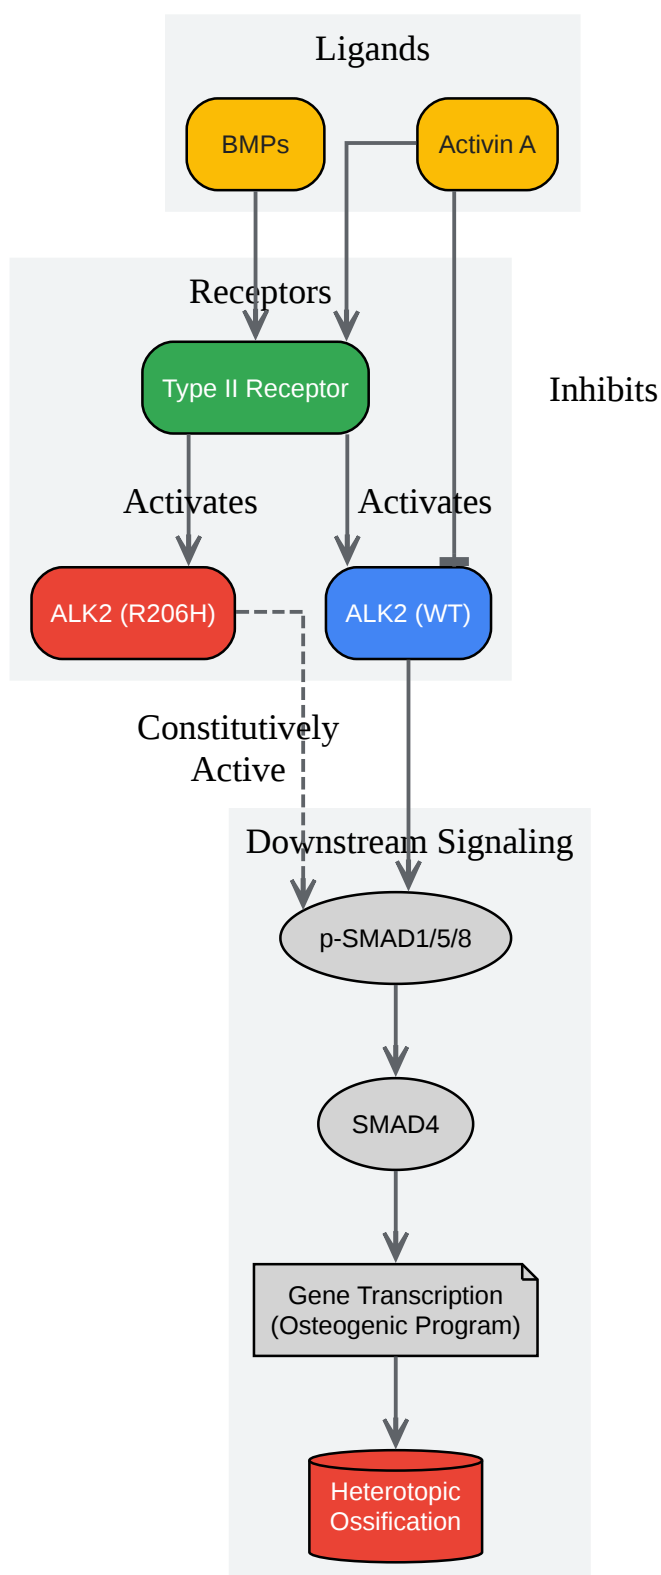 Ligands
BMPs
Activin A
Receptors
Type II Receptor
Inhibits
Activates
Activates
ALK2 (R206H)
ALK2 (WT)
Constitutively
Active
Downstream Signaling
p-SMAD1/5/8
SMAD4
Gene Transcription
(Osteogenic Program)
Heterotopic
Ossification